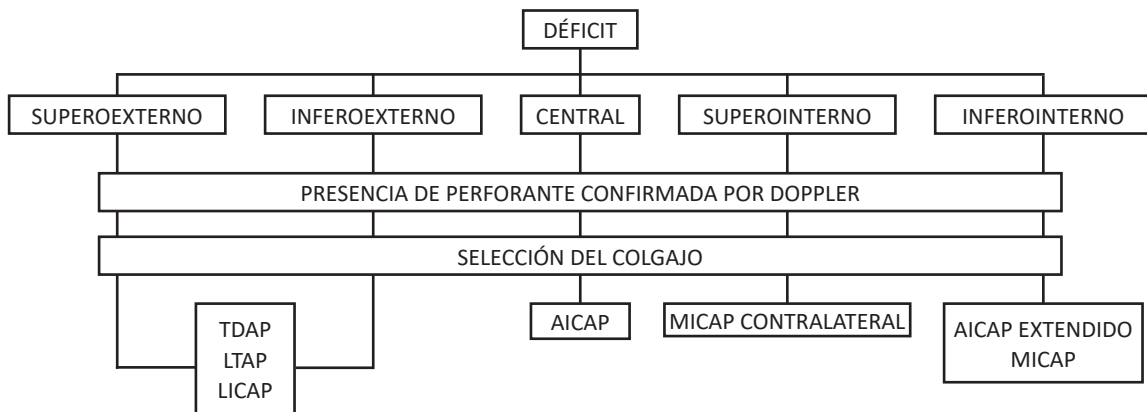 DÉFICIT
SUPEROEXTERNO
INFEROEXTERNO
CENTRAL
SUPEROINTERNO
INFEROINTERNO
PRESENCIA DE PERFORANTE CONFIRMADA POR DOPPLER
SELECCIÓN DEL COLGAJO
TDAP
LTAP
LICAP
AICAP
MICAP CONTRALATERAL
AICAP EXTENDIDO
MICAP